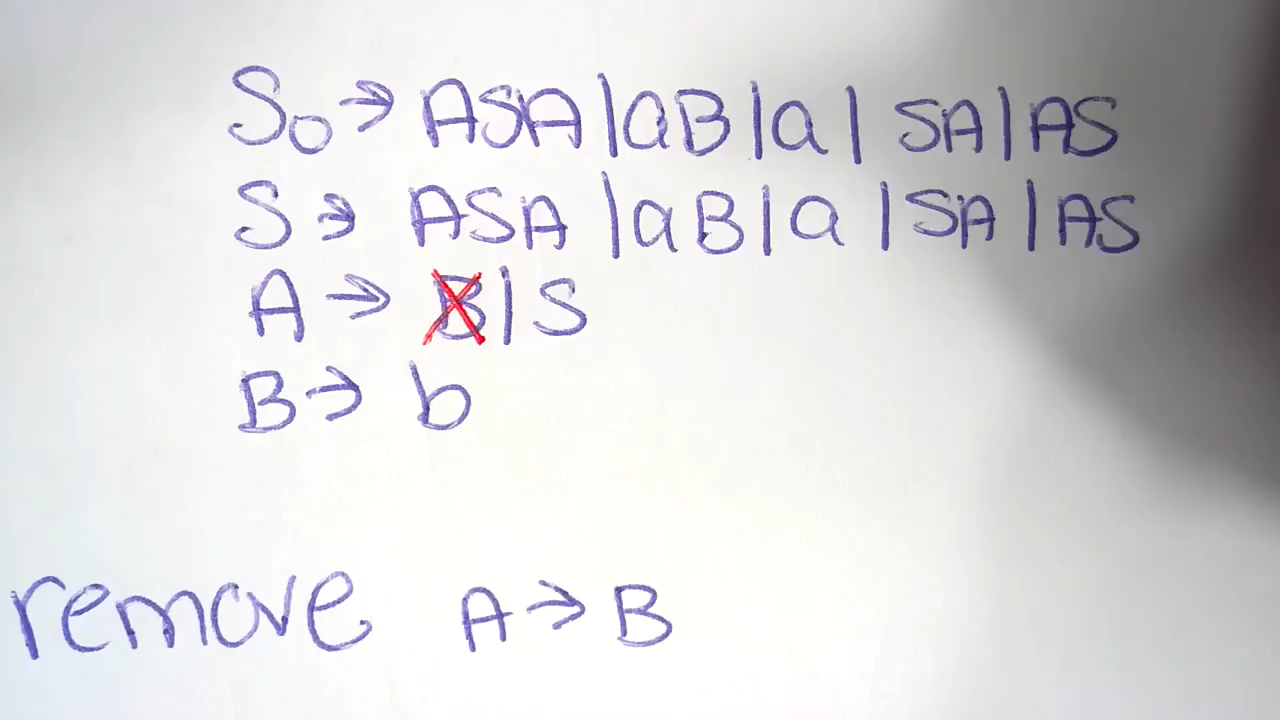 S₀ → ASA | aB | a | SA | AS
S → ASA | aB | a | SA | AS
A → B | S
B → b
remove A → B